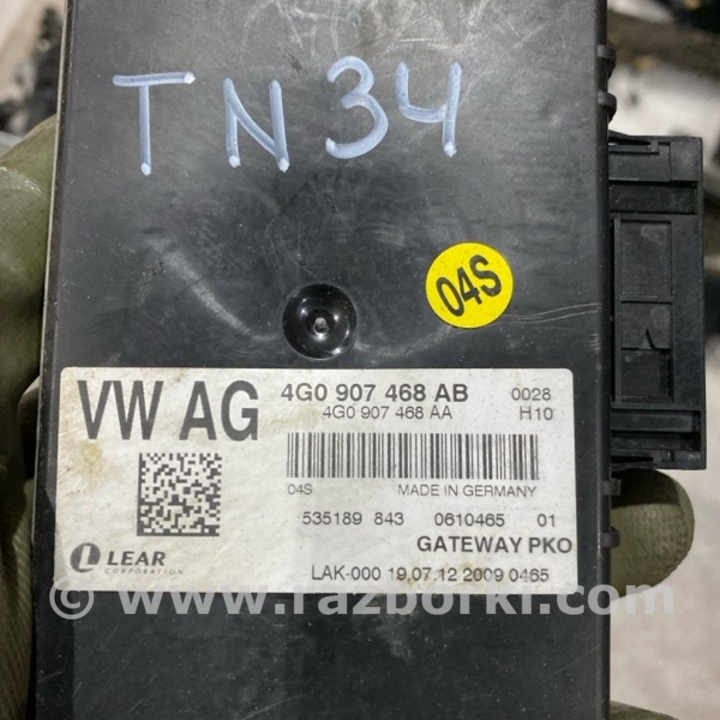 TN34
04S
VW AG
4G0 907 468 AB 0028
4G0 907 468 AA H10
04S MADE IN GERMANY
535189 843 0610465 01
GATEWAY PKO
LEAR
CORPORATION
LAK-000 19.07.12 2009 0465
© www.razborki.com